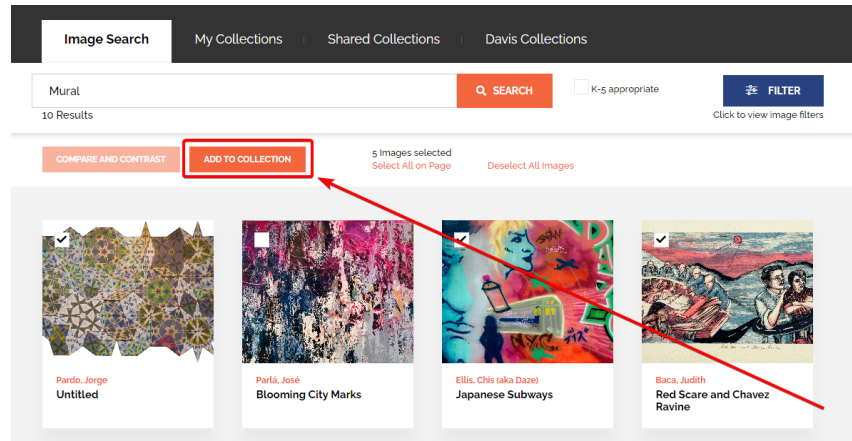 Image Search
My Collections
Shared Collections
Davis Collections
Mural
SEARCH
K-5 appropriate
FILTER
10 Results
Click to view image filters
COMPARE AND CONTRAST
ADD TO COLLECTION
5 Images selected
Select All on Page
Deselect All Images
Pardo, Jorge
Untitled
Parlá, José
Blooming City Marks
N.Y.C.
Ellis, Chis (aka Daze)
Japanese Subways
Baca, Judith
Red Scare and Chavez
Ravine